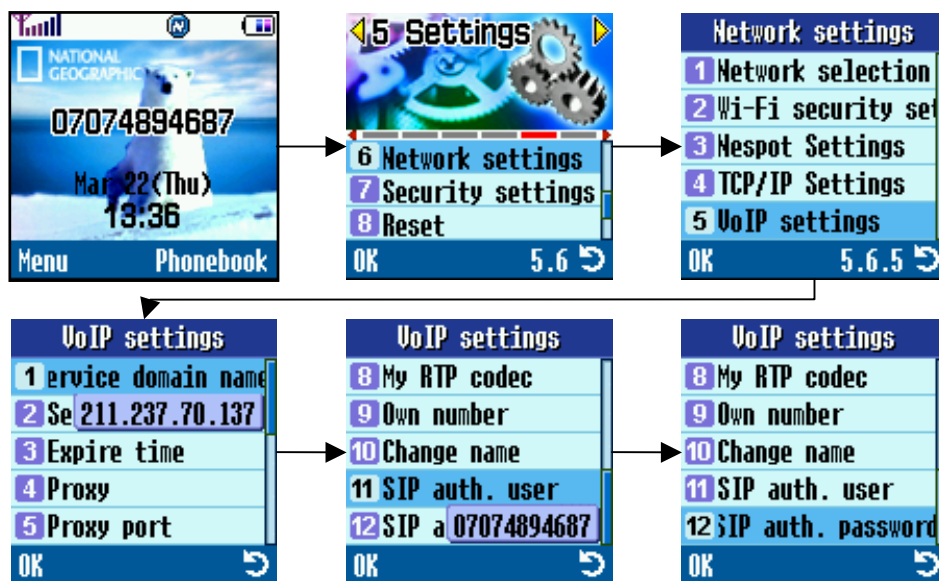 NATIONAL
GEOGRAPHIC
07074894687
Mar 22(Thu)
13:36
Menu Phonebook
5 Settings
6 Network settings
7 Security settings
8 Reset
OK 5.6
Network settings
1 Network selection
2 Wi-Fi security set
3 Nespot Settings
4 TCP/IP Settings
5 VoIP settings
OK 5.6.5
VoIP settings
1 ervice domain name
2 Se 211.237.70.137
3 Expire time
4 Proxy
5 Proxy port
OK
VoIP settings
8 My RTP codec
9 Own number
10 Change name
11 SIP auth. user
12 SIP a 07074894687
OK
VoIP settings
8 My RTP codec
9 Own number
10 Change name
11 SIP auth. user
12 SIP auth. password
OK